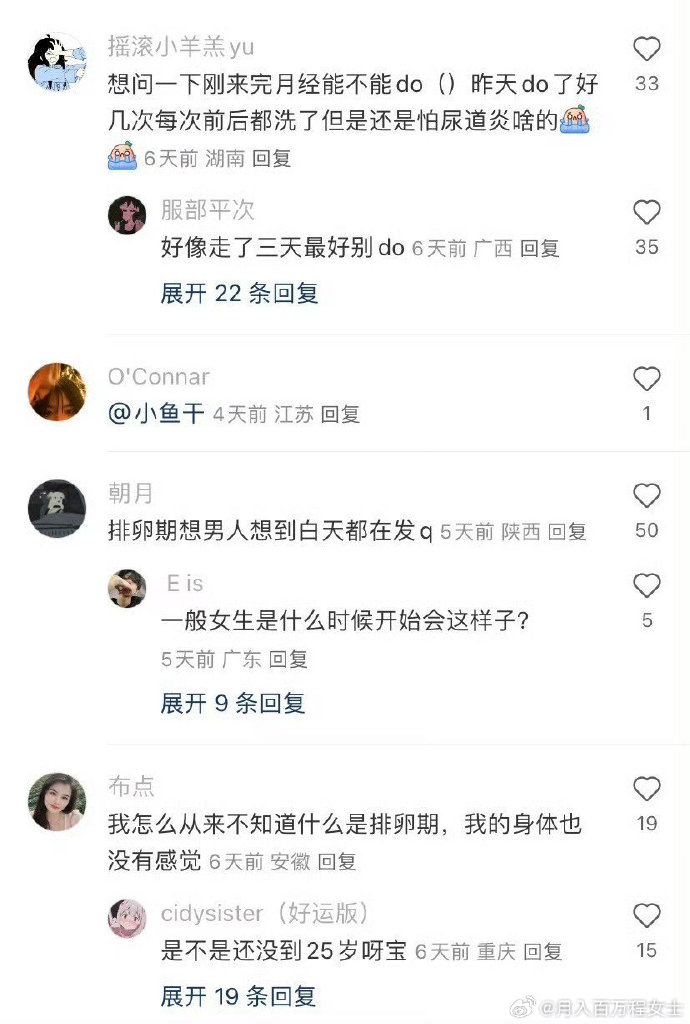 摇滚小羊羔yu
想问一下刚来完月经能不能do（）昨天do了好
33
几次每次前后都洗了但是还是怕尿道炎啥的
6天前 湖南 回复
服部平次
好像走了三天最好别do 6天前 广西 回复
35
展开 22 条回复
O'Connar
@小鱼干 4天前 江苏 回复
1
朝月
排卵期想男人想到白天都在发q 5天前 陕西 回复
50
E is
一般女生是什么时候开始会这样子?
5
5天前 广东 回复
展开 9 条回复
布点
我怎么从来不知道什么是排卵期，我的身体也
19
没有感觉 6天前 安徽 回复
cidysister（好运版）
是不是还没到25岁呀宝 6天前 重庆 回复
15
展开 19 条回复
@月入百万程女士